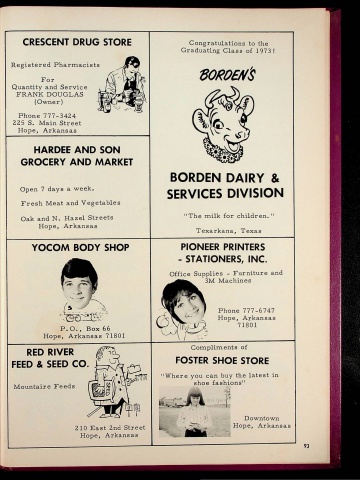 CRESCENT DRUG STORE
Registered Pharmacists
For
Quantity and Service
FRANK DOUGLAS
(Owner)
Phone 777-3424
225 S. Main Street
Hope, Arkansas
HARDEE AND SON
GROCERY AND MARKET
Open 7 days a week.
Fresh Meat and Vegetables
Oak and N. Hazel Streets
Hope, Arkansas
YOCOM BODY SHOP
P.O., Box 66
Hope, Arkansas 71801
RED RIVER
FEED & SEED CO.
Mountaire Feeds
210 East 2nd Street
Hope, Arkansas
Congratulations to the
Graduating Class of 1973!
BORDEN'S
BORDEN DAIRY &
SERVICES DIVISION
"The milk for children."
Texarkana, Texas
PIONEER PRINTERS
- STATIONERS, INC.
Office Supplies - Furniture and
3M Machines
Phone 777-6747
Hope, Arkansas
71801
Compliments of
FOSTER SHOE STORE
"Where you can buy the latest in
shoe fashions"
Downtown
Hope, Arkansas
93